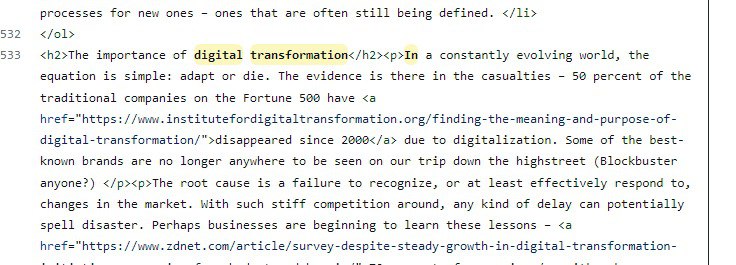 processes for new ones – ones that are often still being defined. </li>
532 </ol>
533 <h2>The importance of digital transformation</h2><p>In a constantly evolving world, the
equation is simple: adapt or die. The evidence is there in the casualties – 50 percent of the
traditional companies on the Fortune 500 have <a
href="https://www.institutefordigitaltransformation.org/finding-the-meaning-and-purpose-of-
digital-transformation/">disappeared since 2000</a> due to digitalization. Some of the best-
known brands are no longer anywhere to be seen on our trip down the highstreet (Blockbuster
anyone?) </p><p>The root cause is a failure to recognize, or at least effectively respond to,
changes in the market. With such stiff competition around, any kind of delay can potentially
spell disaster. Perhaps businesses are beginning to learn these lessons – <a
href="https://www.zdnet.com/article/survey-despite-steady-growth-in-digital-transformation-